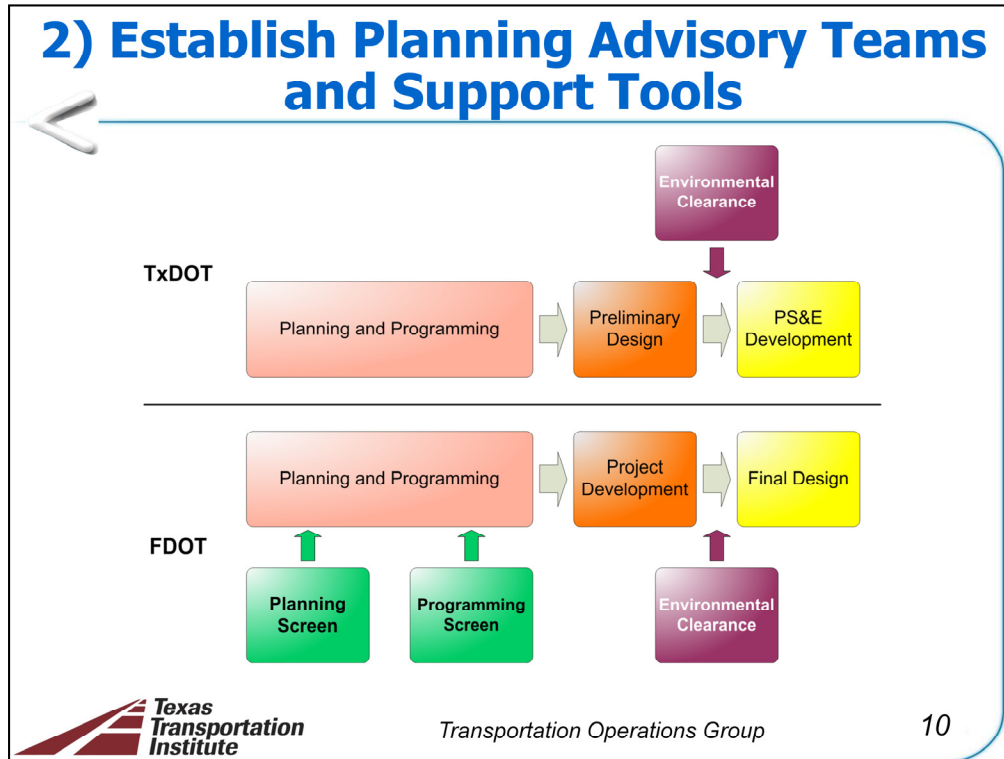 2) Establish Planning Advisory Teams
and Support Tools
Environmental
Clearance
TxDOT
Planning and Programming
Preliminary
Design
PS&E
Development
Planning and Programming
Project
Development
Final Design
FDOT
Planning
Screen
Programming
Screen
Environmental
Clearance
Texas
Transportation
Institute
Transportation Operations Group
10